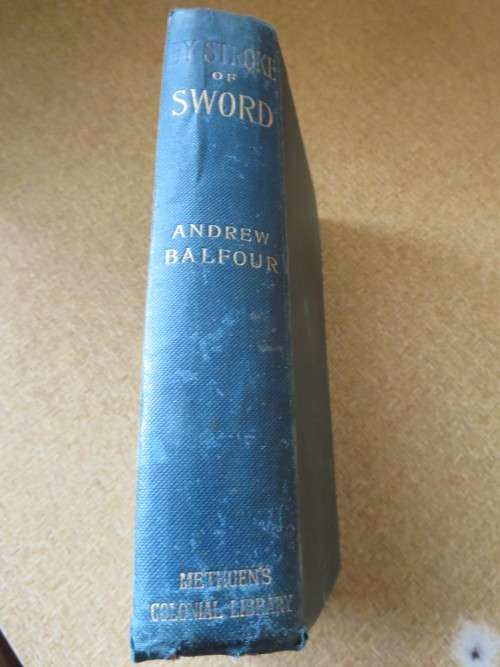 BY STROKE
OF
SWORD
ANDREW
BALFOUR
METHUEN'S
COLONIAL LIBRARY